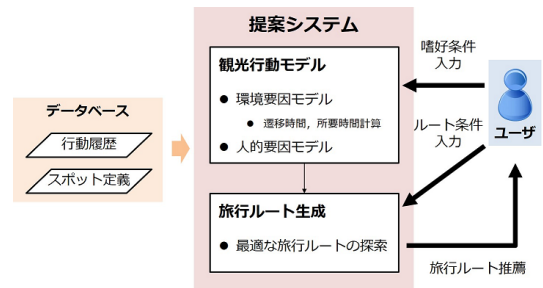 提案システム
観光行動モデル
● 環境要因モデル
● 遷移時間，所要時間計算
● 人的要因モデル
旅行ルート生成
● 最適な旅行ルートの探索
データベース
行動履歴
スポット定義
嗜好条件
入力
ルート条件
入力
ユーザ
旅行ルート推薦